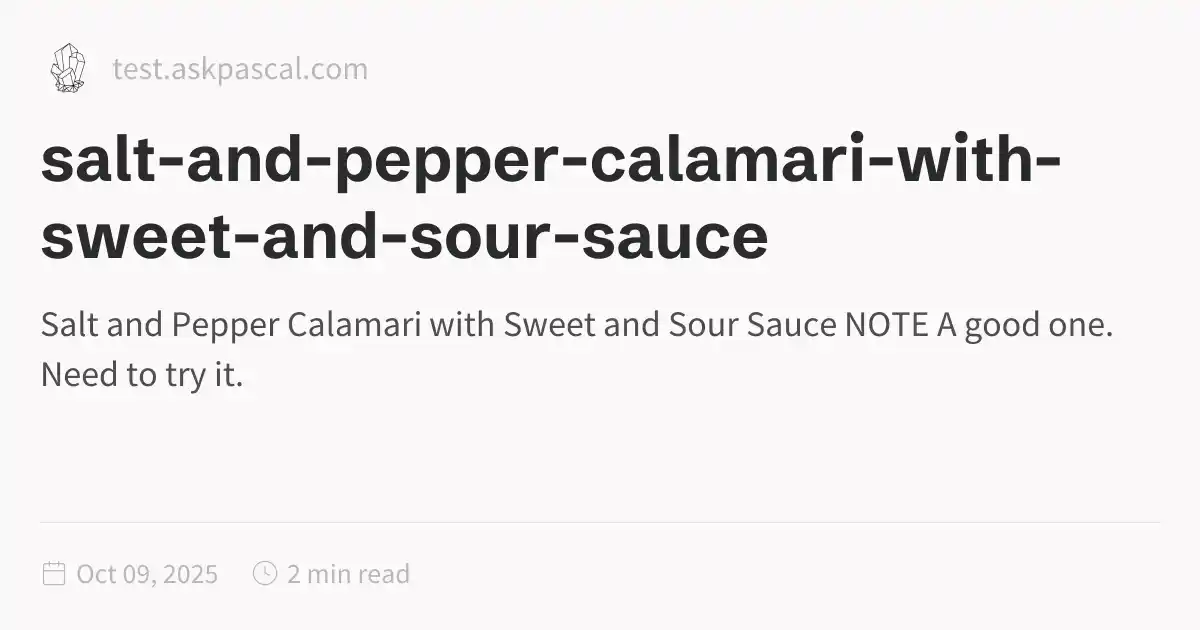 test.askpascal.com
salt-and-pepper-calamari-with-
sweet-and-sour-sauce
Salt and Pepper Calamari with Sweet and Sour Sauce NOTE A good one.
Need to try it.
Oct 09, 2025 2 min read